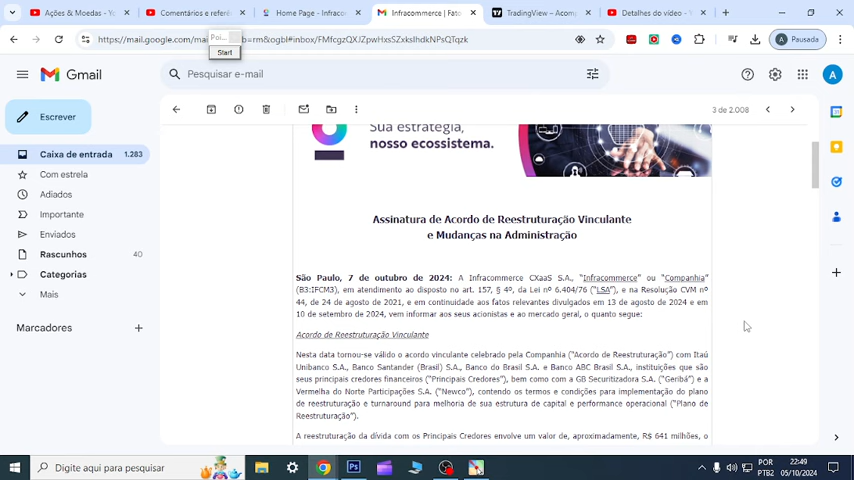 Ações & Moedas - Yo
Comentários e referê
Home Page - Infracom
Infracommerce | Fato
TradingView — Acomp
Detalhes do vídeo - Y
Poi...
Start
Pausada
Gmail
Pesquisar e-mail
Escrever
3 de 2.008
Caixa de entrada 1.283
Com estrela
Adiados
Importante
Enviados
Rascunhos 40
Categorias
Mais
Marcadores
Sua estratégia,
nosso ecossistema.
Assinatura de Acordo de Reestruturação Vinculante
e Mudanças na Administração
São Paulo, 7 de outubro de 2024: A Infracommerce CXaaS S.A., "Infracommerce" ou "Companhia"
(B3:IFCM3), em atendimento ao disposto no art. 157, § 4º, da Lei nº 6.404/76 ("LSA"), e na Resolução CVM nº
44, de 24 de agosto de 2021, e em continuidade aos fatos relevantes divulgados em 13 de agosto de 2024 e em
10 de setembro de 2024, vem informar aos seus acionistas e ao mercado geral, o quanto segue:
Acordo de Reestruturação Vinculante
Nesta data tornou-se válido o acordo vinculante celebrado pela Companhia ("Acordo de Reestruturação") com Itaú
Unibanco S.A., Banco Santander (Brasil) S.A., Banco do Brasil S.A. e Banco ABC Brasil S.A., instituições que são
seus principais credores financeiros ("Principais Credores"), bem como com a GB Securitizadora S.A. ("Geribá") e a
Vermelha do Norte Participações S.A. ("Newco"), contendo os termos e condições para implementação do plano
de reestruturação e turnaround para melhoria de sua estrutura de capital e performance operacional ("Plano de
Reestruturação").
A reestruturação da dívida com os Principais Credores envolve um valor de, aproximadamente, R$ 641 milhões, o
Digite aqui para pesquisar
POR
PTB2
22:49
05/10/2024